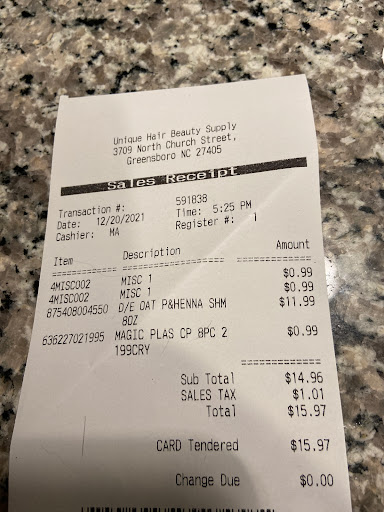 Unique Hair Beauty Supply
3709 North Church Street,
Greensboro NC 27405
Sales Receipt
Transaction #: 591838
Date: 12/20/2021 Time: 5:25 PM
Cashier: MA Register #: 1
Item Description Amount
4MISC002 MISC 1 $0.99
4MISC002 MISC 1 $0.99
875408004550 D/E OAT P&HENNA SHM $11.99
8OZ
636227021995 MAGIC PLAS CP 8PC 2 $0.99
199CRY
Sub Total $14.96
SALES TAX $1.01
Total $15.97
CARD Tendered $15.97
Change Due $0.00